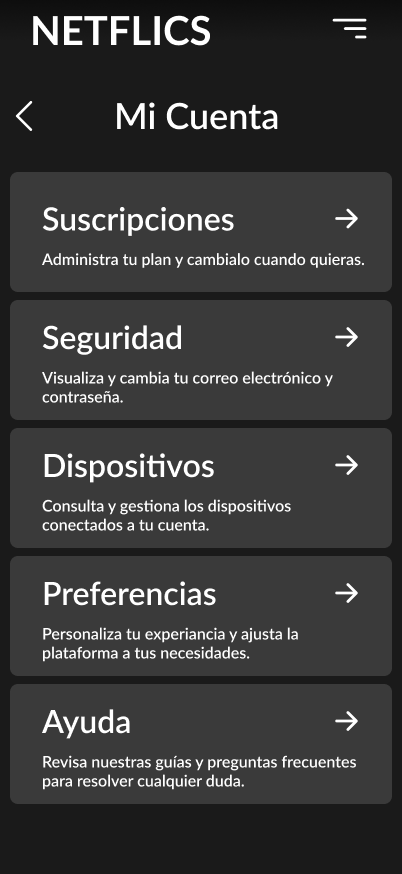 NETFLICS
Mi Cuenta
Suscripciones
Administra tu plan y cambialo cuando quieras.
Seguridad
Visualiza y cambia tu correo electrónico y
contraseña.
Dispositivos
Consulta y gestiona los dispositivos
conectados a tu cuenta.
Preferencias
Personaliza tu experiancia y ajusta la
plataforma a tus necesidades.
Ayuda
Revisa nuestras guías y preguntas frecuentes
para resolver cualquier duda.